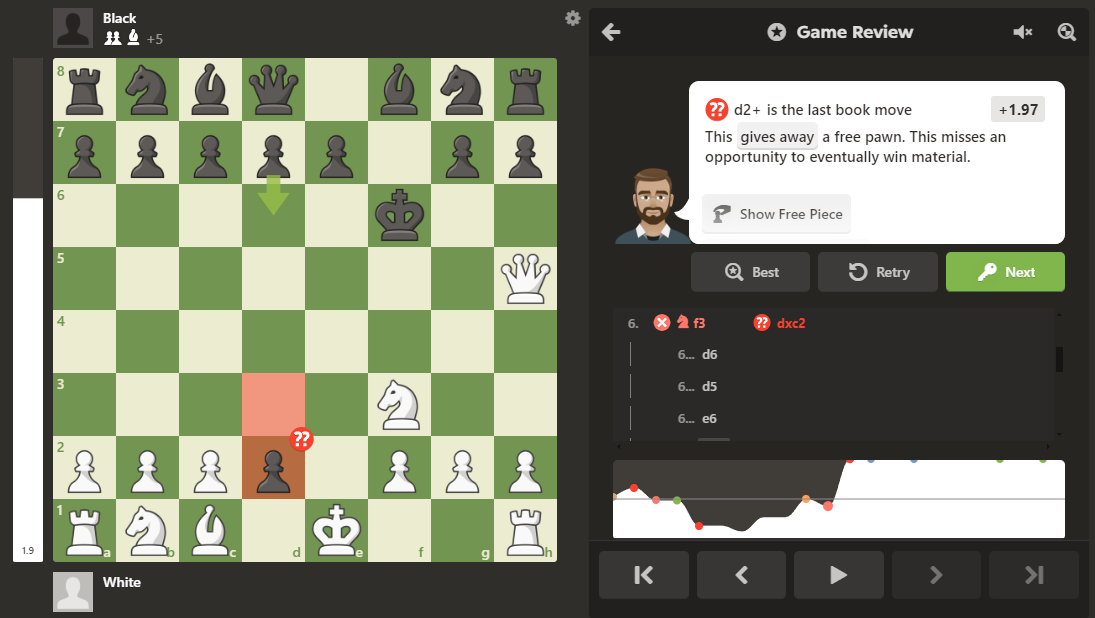 Black
+5
8
7
6
5
4
3
2
1
a
b
c
d
e
f
g
h
1.9
White
Game Review
?? d2+ is the last book move +1.97
This gives away a free pawn. This misses an
opportunity to eventually win material.
Show Free Piece
Best
Retry
Next
6. f3 ?? dxc2
6... d6
6... d5
6... e6
??